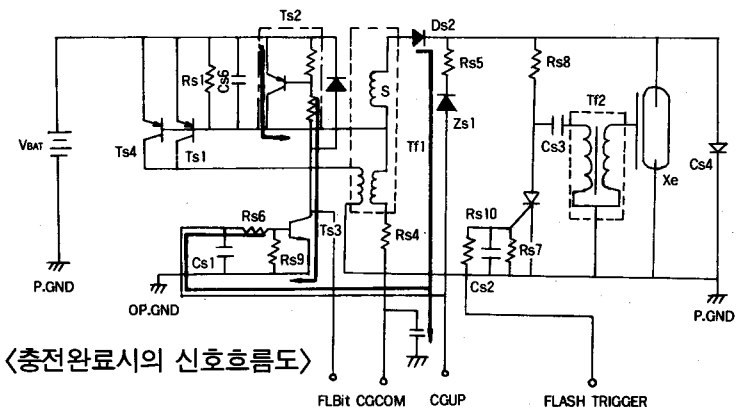 Ts2
Ds2
Rs1
Cs6
S
Rs5
Rs8
Zs1
Tf2
VBAT
Ts4
Ts1
Tf1
Cs3
Cs4
Xe
Rs6
Ts3
Rs4
Rs10
Cs1
Rs9
Rs7
Cs2
P.GND
OP.GND
P.GND
〈충전완료시의 신호흐름도〉
FLBit CGCOM CGUP FLASH TRIGGER